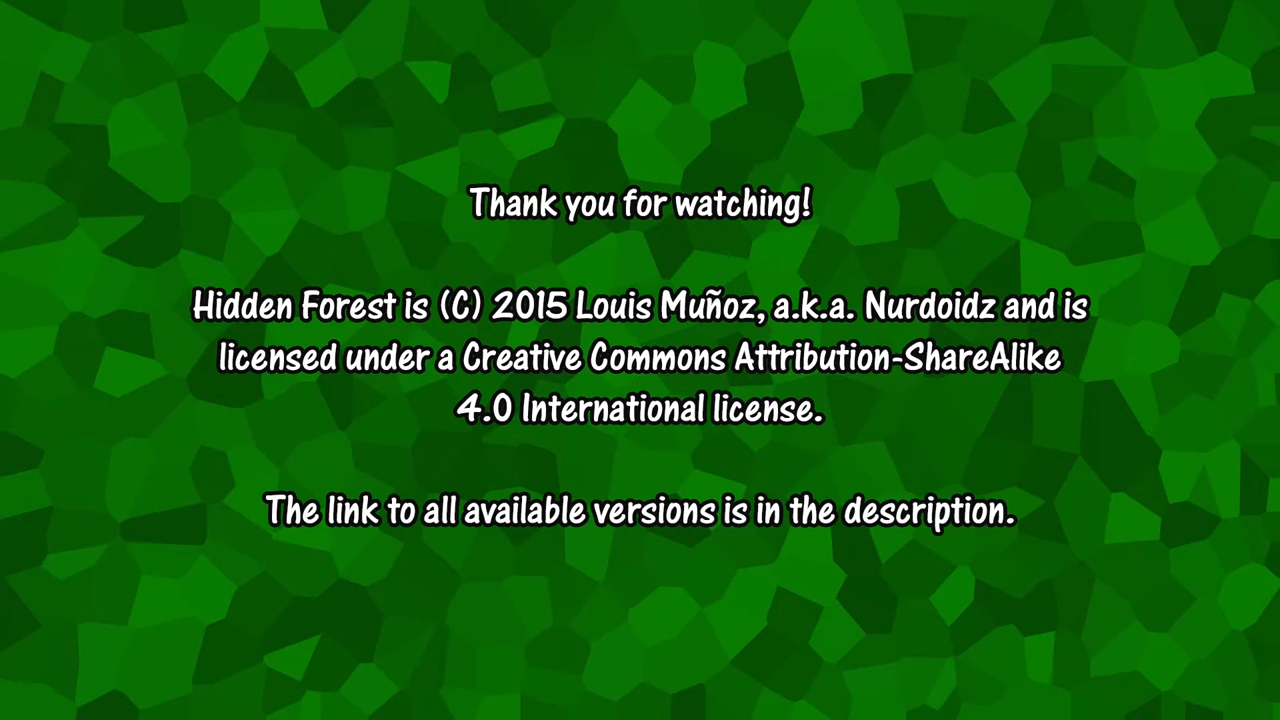 Thank you for watching!
Hidden Forest is (C) 2015 Louis Muñoz, a.k.a. Nurdoidz and is
licensed under a Creative Commons Attribution-ShareAlike
4.0 International license.
The link to all available versions is in the description.